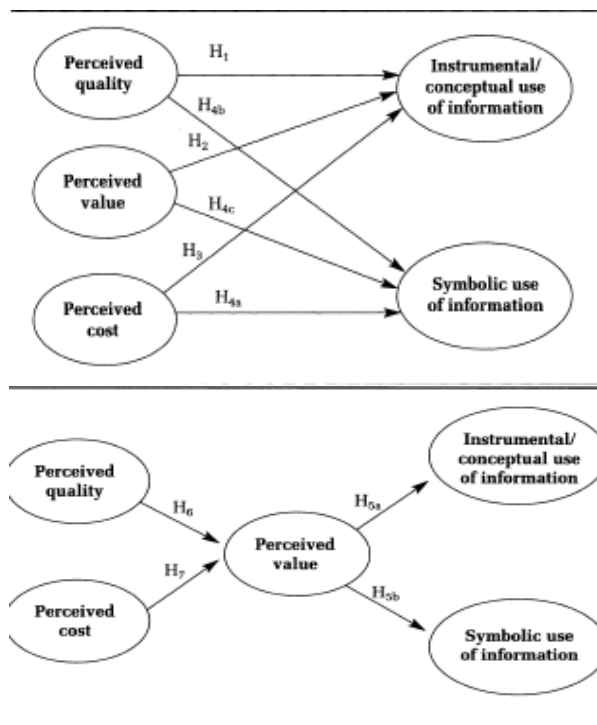 Perceived
quality
H1
Instrumental/
conceptual use
of information
H4b
H2
Perceived
value
H4c
H3
Perceived
cost
H4a
Symbolic use
of information
Perceived
quality
H6
Instrumental/
conceptual use
of information
H5a
Perceived
value
H7
Perceived
cost
H5b
Symbolic use
of information